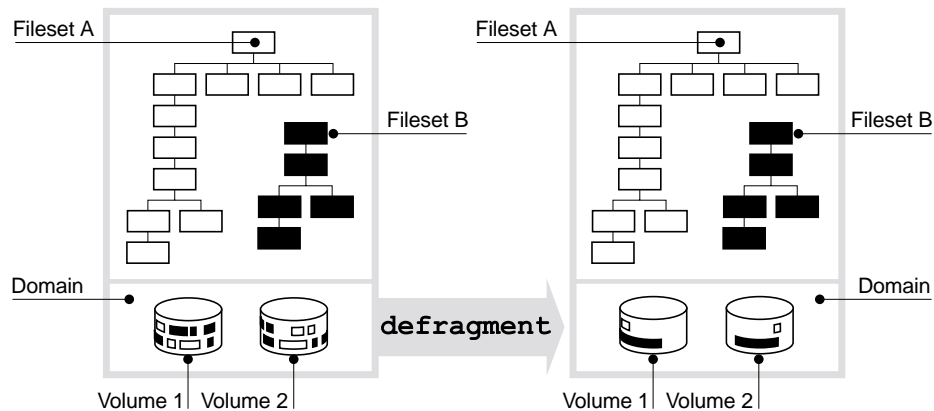 Fileset A
Fileset B
Domain
Volume 1 Volume 2
defragment
Fileset A
Fileset B
Domain
Volume 1 Volume 2